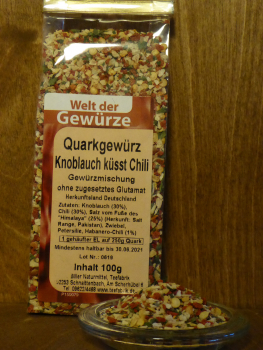 Welt der
Gewürze
Quarkgewürz
Knoblauch küsst Chili
Gewürzmischung
ohne zugesetztes Glutamat
Herkunftsland Deutschland
Zutaten: Knoblauch (30%),
Chili (30%), Salz vom Fuße des
"Himalaya" (25%) (Herkunft: Salt
Range, Pakistan), Zwiebel,
Petersilie, Habanero-Chili (1%)
1 gehäufter EL auf 250g Quark
Mindestens haltbar bis 30.06.2021
Lot Nr.: 0618
Inhalt 100g